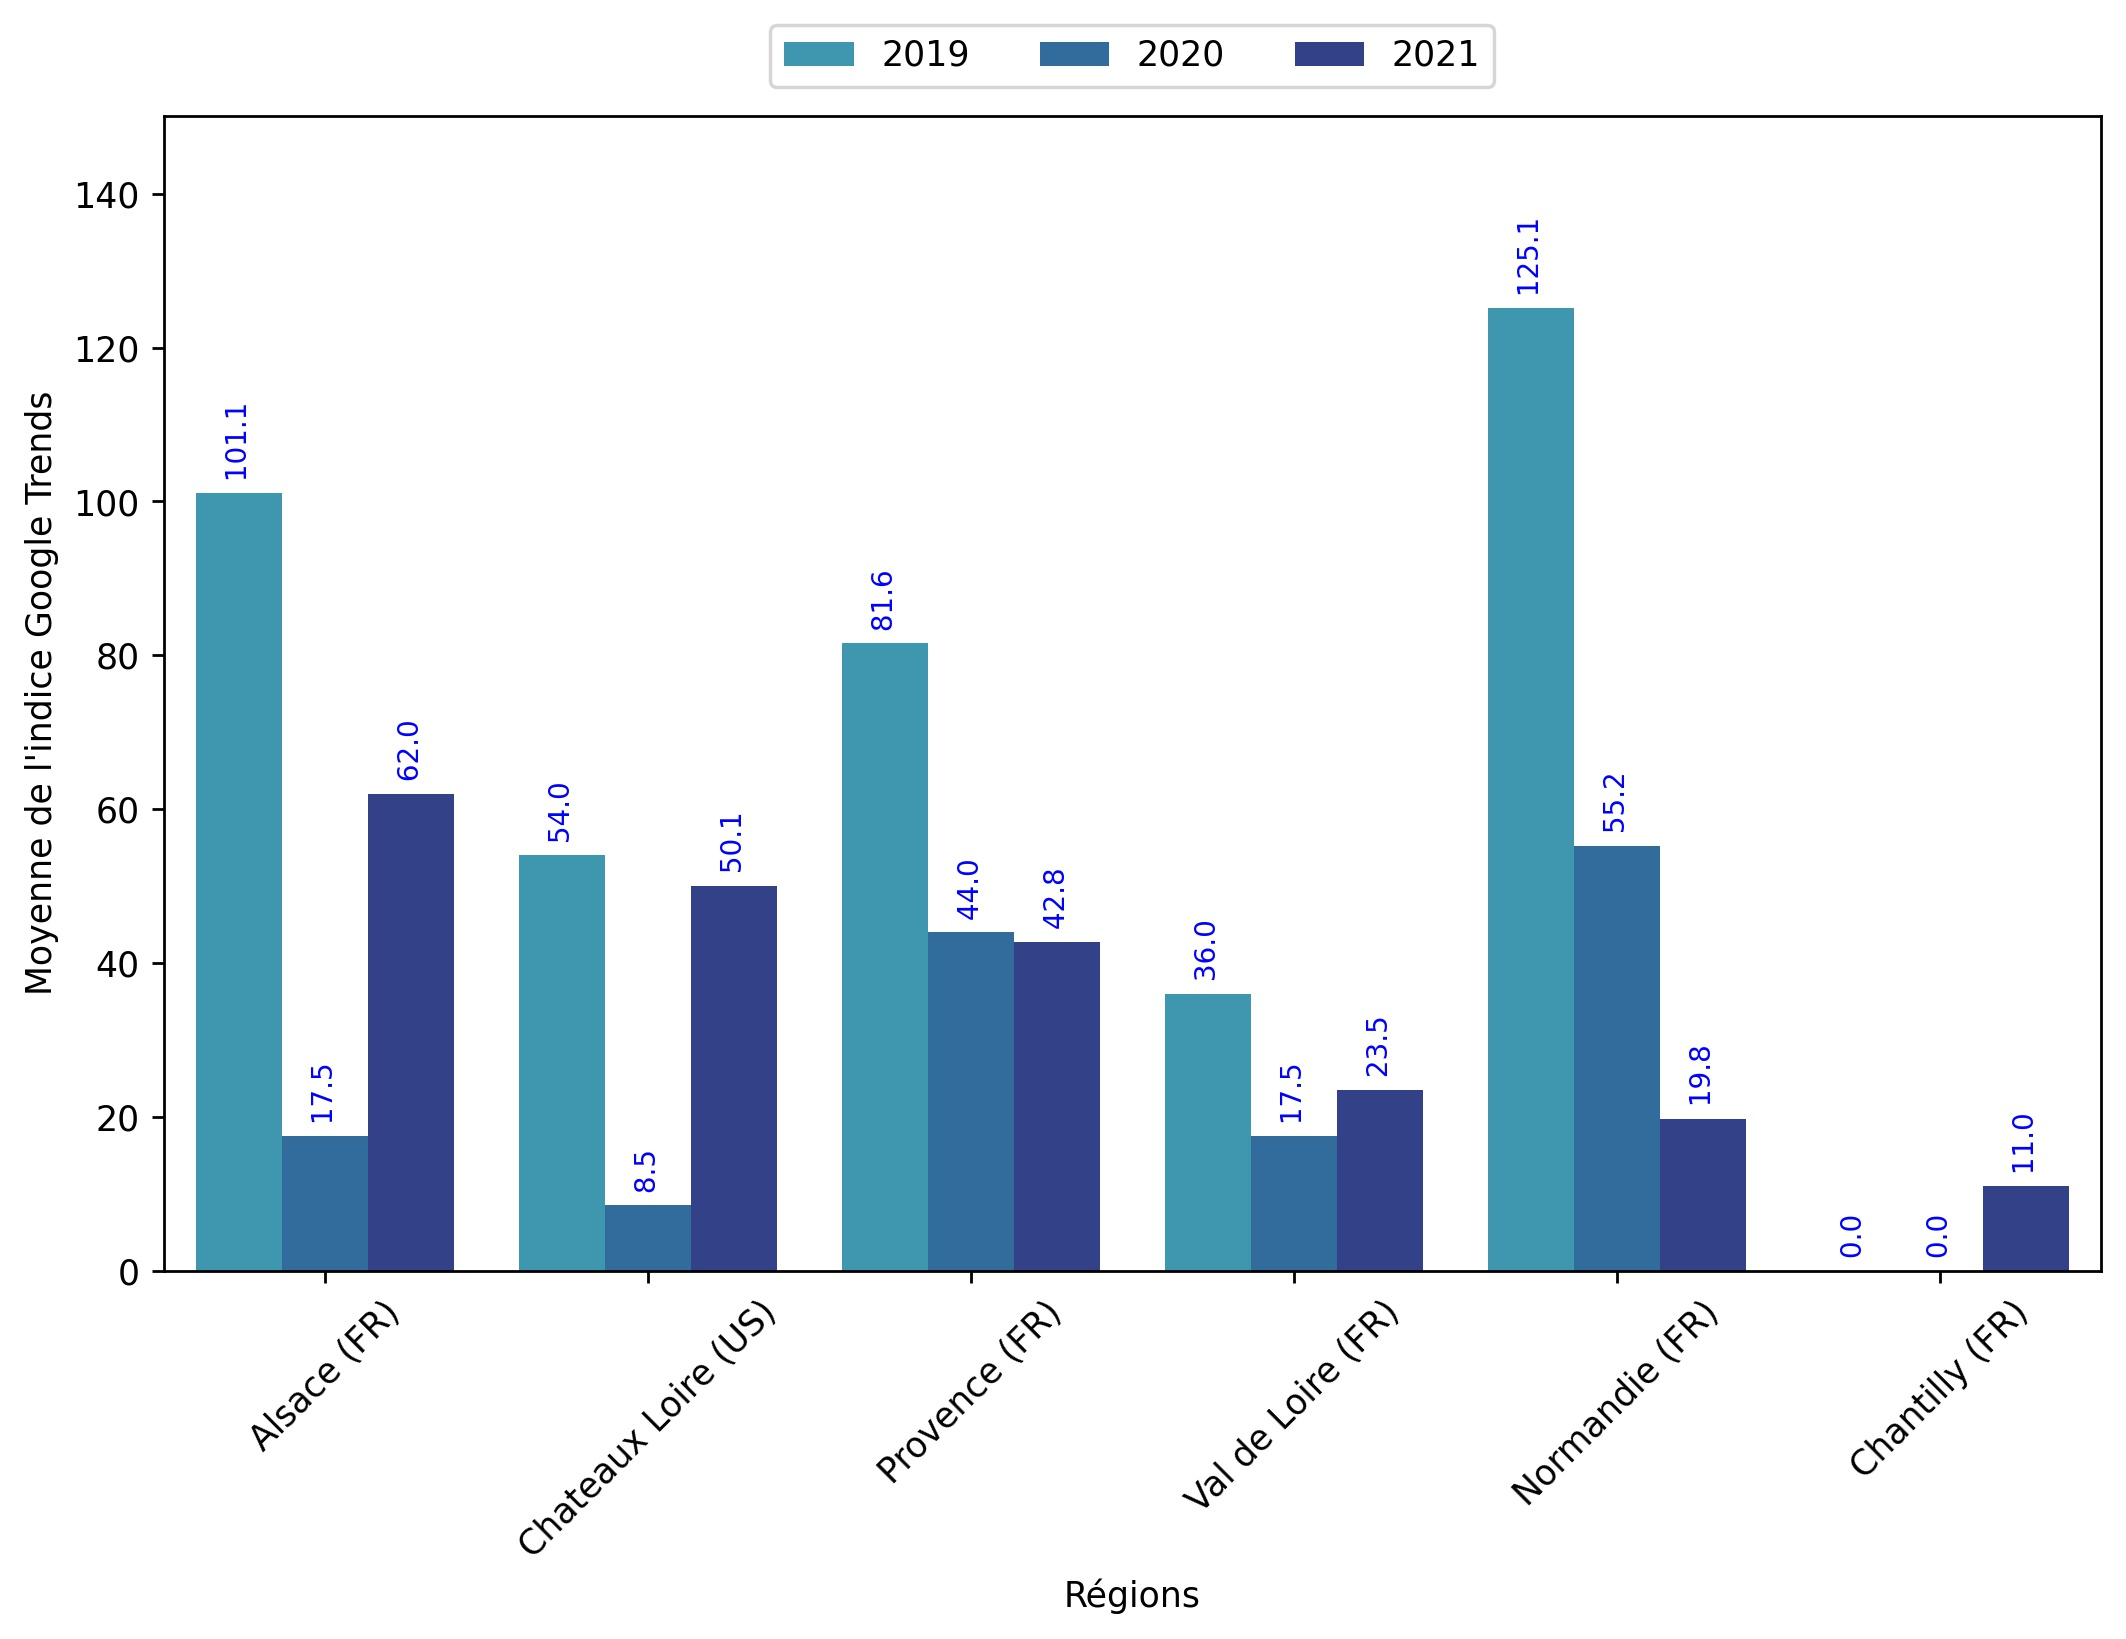 2019 2020 2021
Moyenne de l'indice Google Trends
140
120
100
80
60
40
20
0
101.1
17.5
62.0
54.0
8.5
50.1
81.6
44.0
42.8
36.0
17.5
23.5
125.1
55.2
19.8
0.0
0.0
11.0
Alsace (FR)
Chateaux Loire (US)
Provence (FR)
Val de Loire (FR)
Normandie (FR)
Chantilly (FR)
Régions